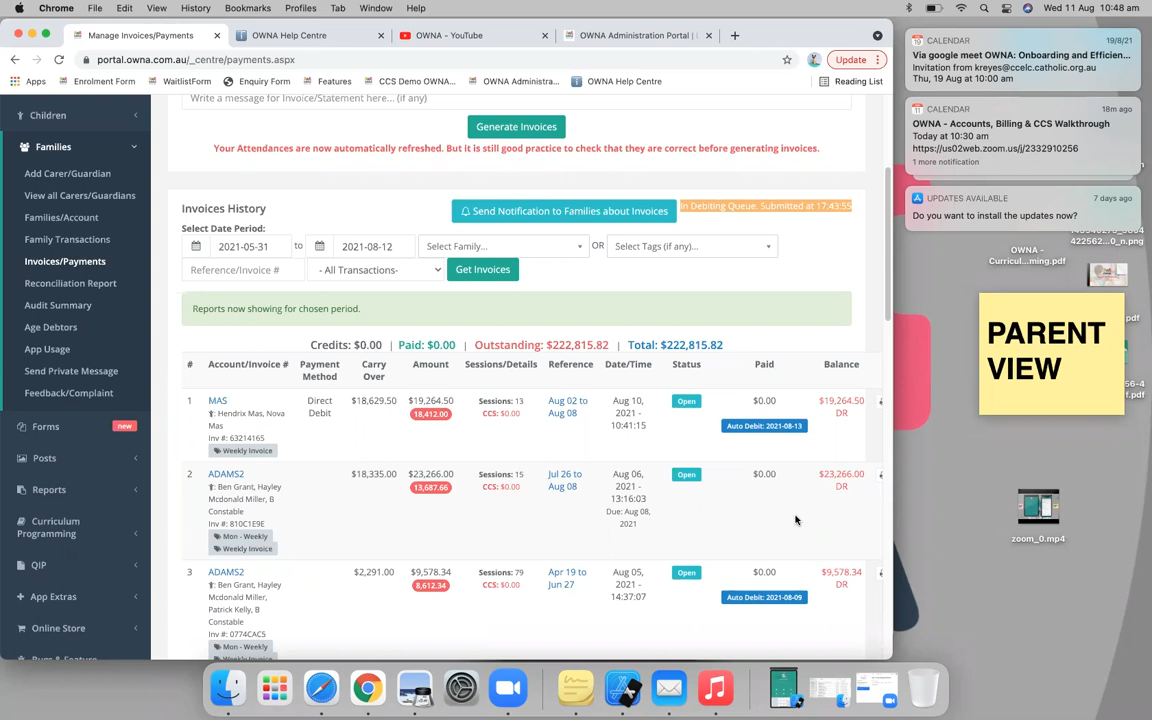 Chrome File Edit View History Bookmarks Profiles Tab Window Help Wed 11 Aug 10:48 am
Manage Invoices/Payments OWNA Help Centre OWNA - YouTube OWNA Administration Portal |
portal.owna.com.au/_centre/payments.aspx Update
Apps Enrolment Form WaitlistForm Enquiry Form Features CCS Demo OWNA... OWNA Administra... OWNA Help Centre Reading List
Children
Families
Add Carer/Guardian
View all Carers/Guardians
Families/Account
Family Transactions
Invoices/Payments
Reconciliation Report
Audit Summary
Age Debtors
App Usage
Send Private Message
Feedback/Complaint
Forms new
Posts
Reports
Curriculum
Programming
QIP
App Extras
Online Store
Write a message for Invoice/Statement here... (if any)
Generate Invoices
Your Attendances are now automatically refreshed. But it is still good practice to check that they are correct before generating invoices.
Invoices History
Send Notification to Families about Invoices
In Debiting Queue. Submitted at 17:43:55
Select Date Period:
2021-05-31 to 2021-08-12 Select Family... OR Select Tags (if any)...
Reference/Invoice # - All Transactions- Get Invoices
Reports now showing for chosen period.
Credits: $0.00 | Paid: $0.00 | Outstanding: $222,815.82 | Total: $222,815.82
# Account/Invoice # Payment Method Carry Over Amount Sessions/Details Reference Date/Time Status Paid Balance
1 MAS Direct $18,629.50 $19,264.50 Sessions: 13 Aug 02 to Aug 10, Open $0.00 $19,264.50
Hendrix Mas, Nova Debit 18,412.00 CCS: $0.00 Aug 08 2021 - DR
Mas 10:41:15 Auto Debit: 2021-08-13
Inv #: 63214165
Weekly Invoice
2 ADAMS2 $18,335.00 $23,266.00 Sessions: 15 Jul 26 to Aug 06, Open $0.00 $23,266.00
Ben Grant, Hayley 13,687.66 CCS: $0.00 Aug 08 2021 - DR
Mcdonald Miller, B 13:16:03
Constable Due: Aug 08,
Inv #: 810C1E9E 2021
Mon - Weekly
Weekly Invoice
3 ADAMS2 $2,291.00 $9,578.34 Sessions: 79 Apr 19 to Aug 05, Open $0.00 $9,578.34
Ben Grant, Hayley 8,612.34 CCS: $0.00 Jun 27 2021 - DR
Mcdonald Miller, 14:37:07 Auto Debit: 2021-08-09
Patrick Kelly, B
Constable
Inv #: 0774CAC5
Mon - Weekly
CALENDAR 19/8/21
Via google meet OWNA: Onboarding and Efficien...
Invitation from kreyes@ccelc.catholic.org.au
Thu, 19 Aug at 10:00 am
CALENDAR 18m ago
OWNA - Accounts, Billing & CCS Walkthrough
Today at 10:30 am
https://us02web.zoom.us/j/2332910256
1 more notification
UPDATES AVAILABLE 7 days ago
Do you want to install the updates now?
422562...0_n.png
OWNA -
Curricul...ming.pdf
PARENT
VIEW
zoom_0.mp4